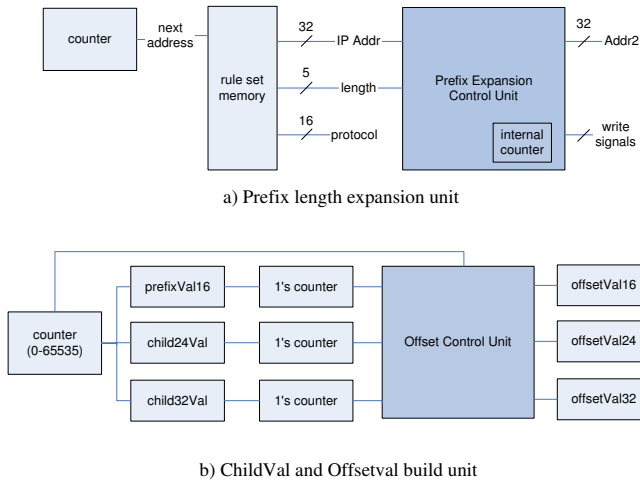 counter
next
address
rule set
memory
32
IP Addr
5
length
16
protocol
Prefix Expansion
Control Unit
internal
counter
32
Addr2
write
signals
a) Prefix length expansion unit
counter
(0-65535)
prefixVal16
1's counter
child24Val
1's counter
child32Val
1's counter
Offset Control Unit
offsetVal16
offsetVal24
offsetVal32
b) ChildVal and Offsetval build unit